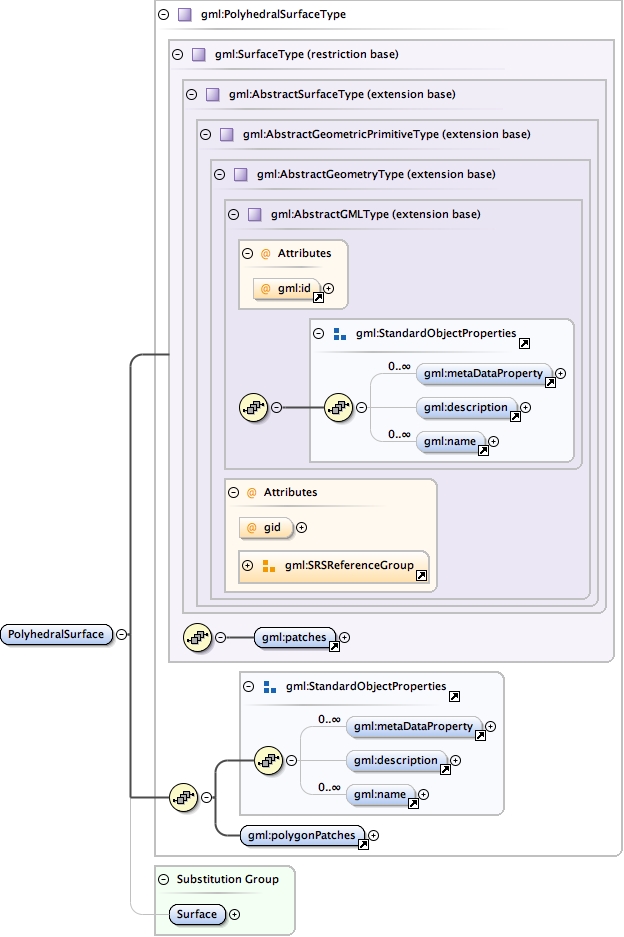 gml:PolyhedralSurfaceType
gml:SurfaceType (restriction base)
gml:AbstractSurfaceType (extension base)
gml:AbstractGeometricPrimitiveType (extension base)
gml:AbstractGeometryType (extension base)
gml:AbstractGMLType (extension base)
@ Attributes
@ gml:id
gml:StandardObjectProperties
0..∞
gml:metaDataProperty
gml:description
0..∞
gml:name
@ Attributes
@ gid
gml:SRSReferenceGroup
PolyhedralSurface
gml:patches
gml:StandardObjectProperties
0..∞
gml:metaDataProperty
gml:description
0..∞
gml:name
gml:polygonPatches
Substitution Group
Surface